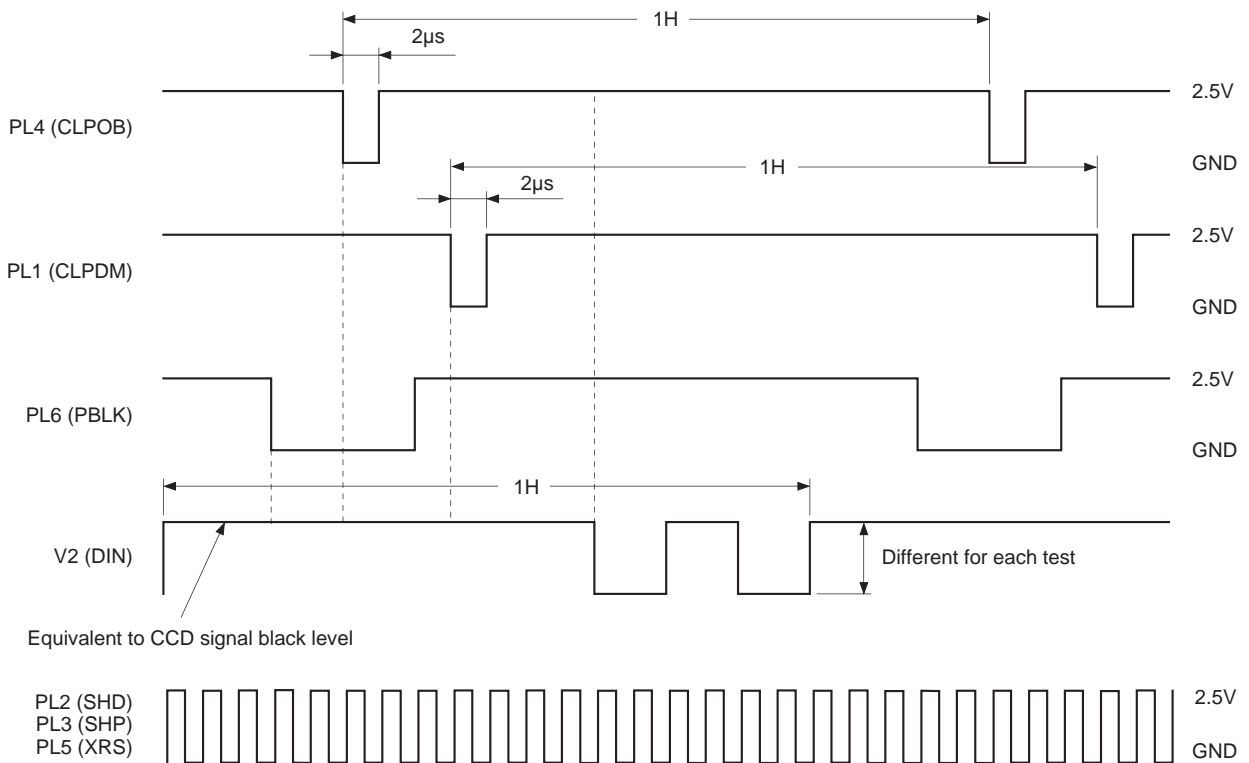 1H
2µs
PL4 (CLPOB)
2.5V
GND
1H
2µs
PL1 (CLPDM)
2.5V
GND
PL6 (PBLK)
2.5V
GND
1H
V2 (DIN)
Different for each test
Equivalent to CCD signal black level
PL2 (SHD)
PL3 (SHP)
PL5 (XRS)
2.5V
GND